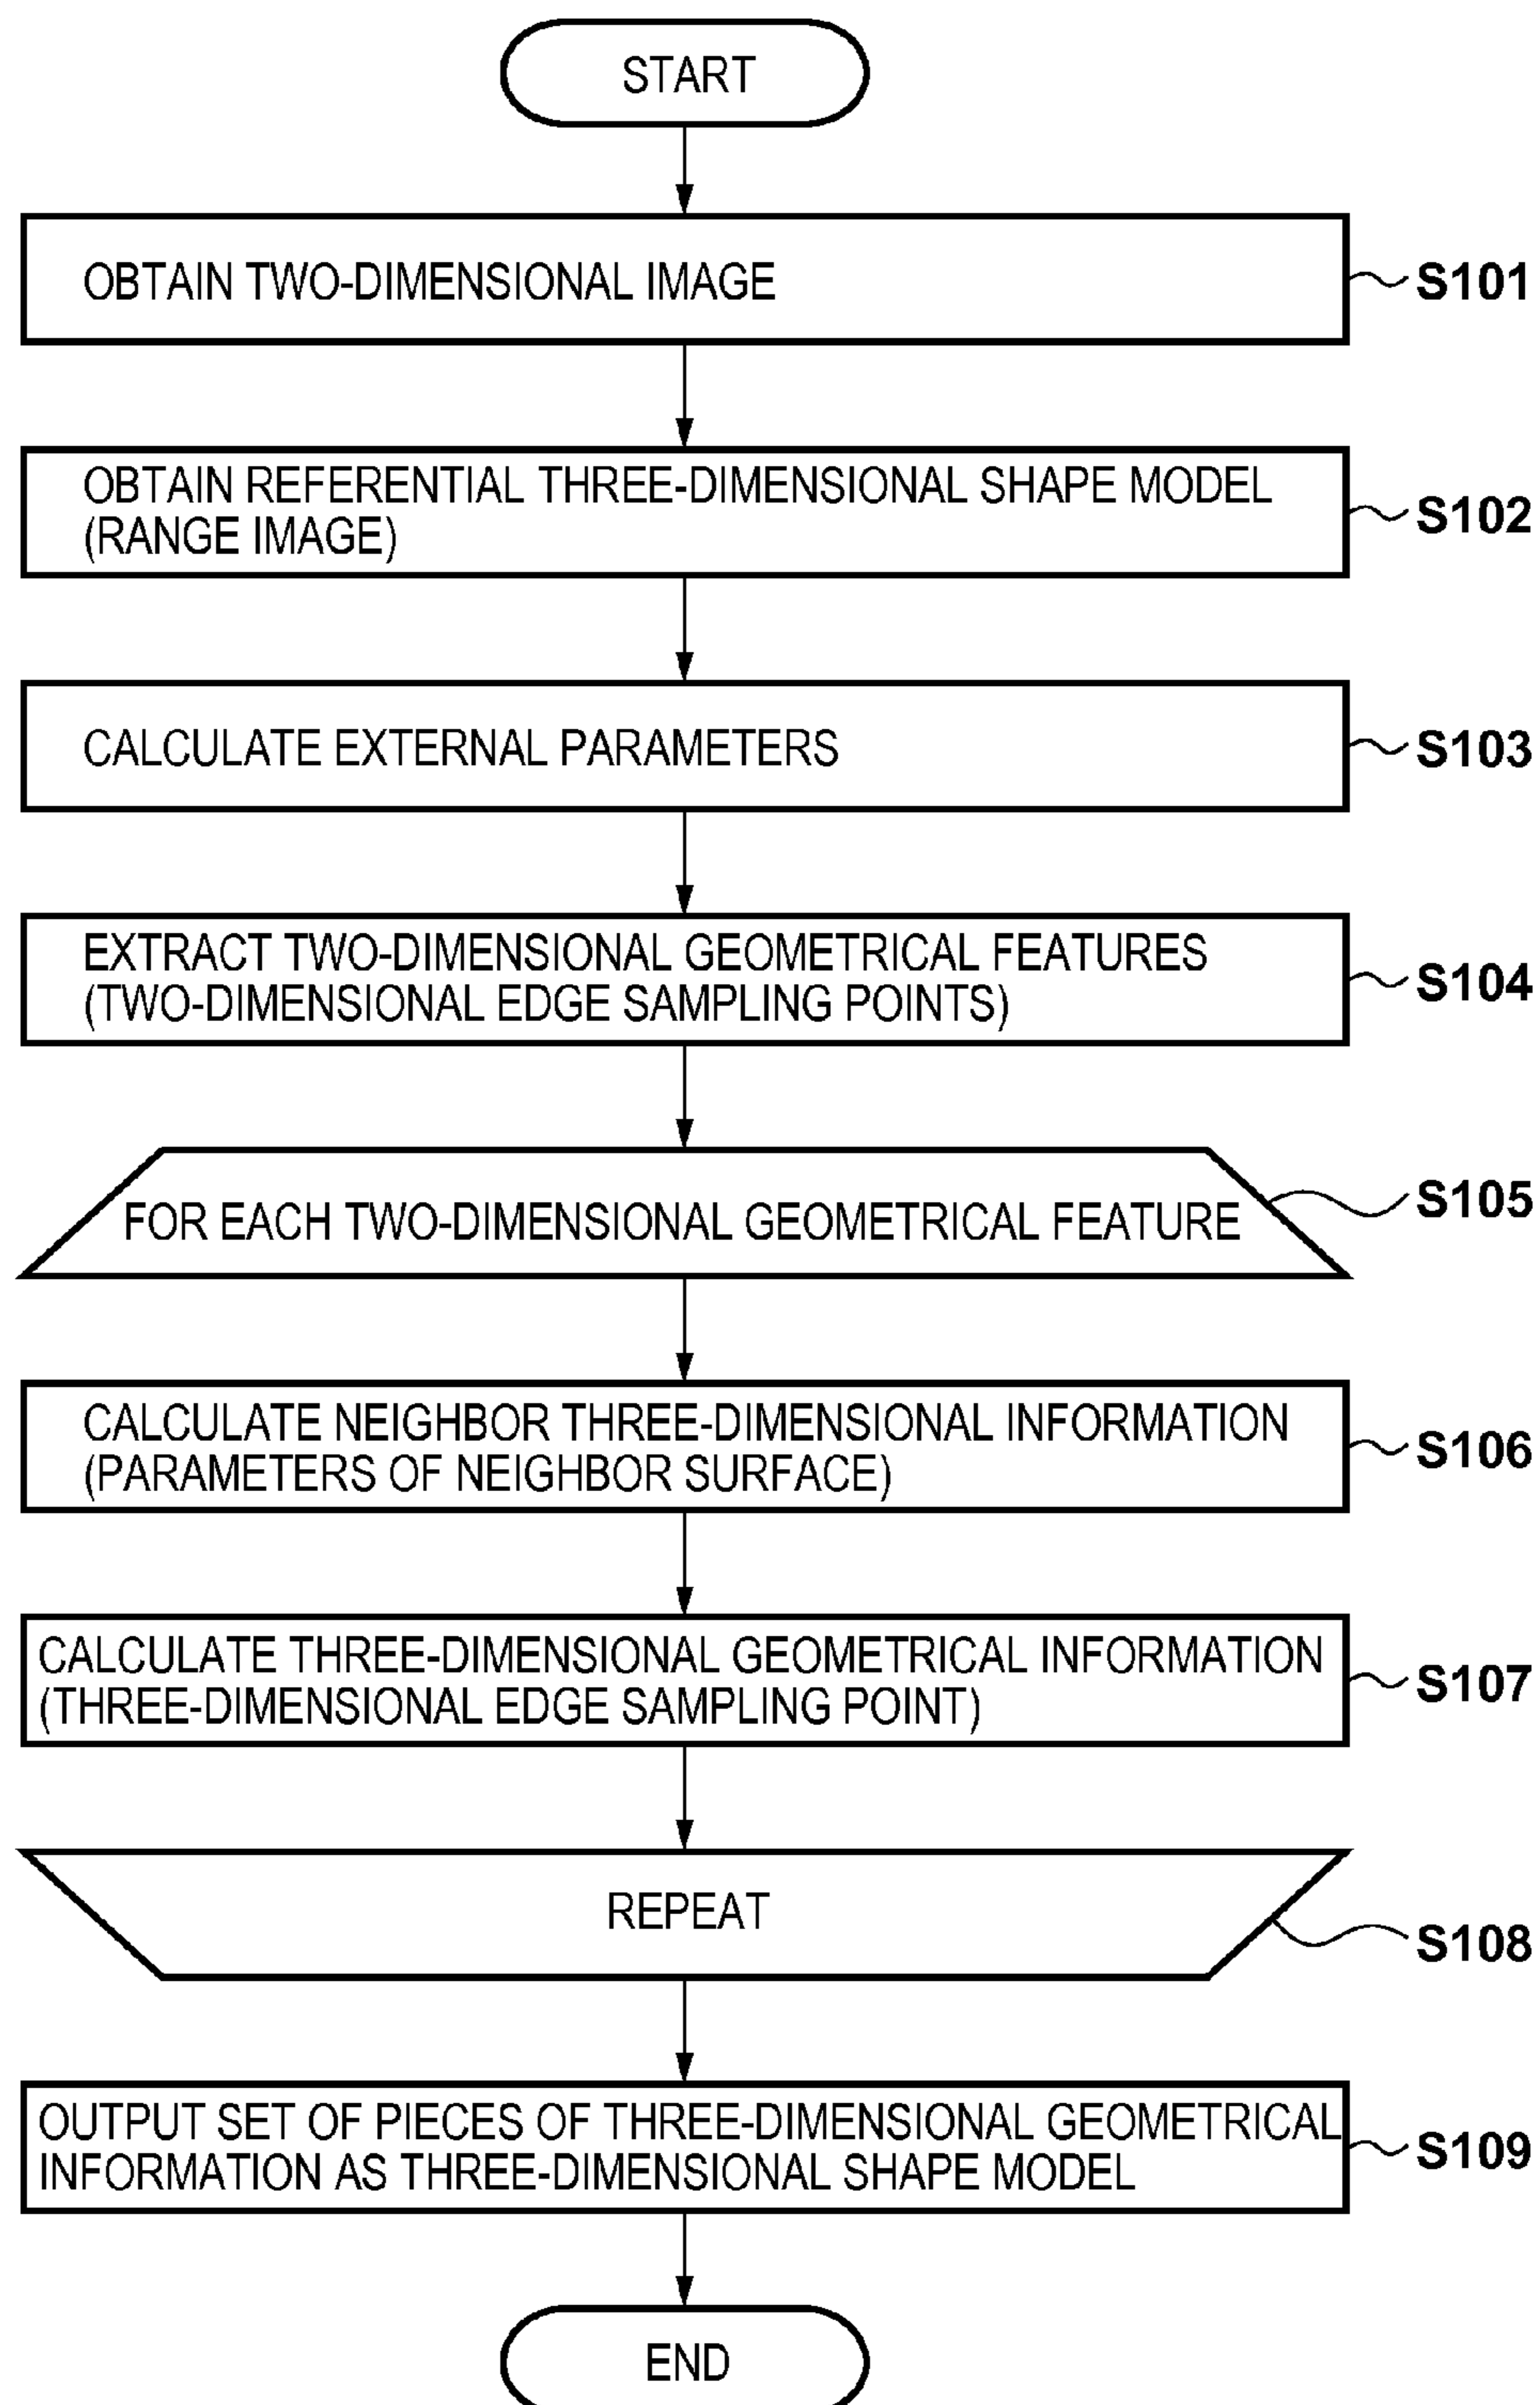 START
OBTAIN TWO-DIMENSIONAL IMAGE
S101
OBTAIN REFERENTIAL THREE-DIMENSIONAL SHAPE MODEL
(RANGE IMAGE)
S102
CALCULATE EXTERNAL PARAMETERS
S103
EXTRACT TWO-DIMENSIONAL GEOMETRICAL FEATURES
(TWO-DIMENSIONAL EDGE SAMPLING POINTS)
S104
FOR EACH TWO-DIMENSIONAL GEOMETRICAL FEATURE
S105
CALCULATE NEIGHBOR THREE-DIMENSIONAL INFORMATION
(PARAMETERS OF NEIGHBOR SURFACE)
S106
CALCULATE THREE-DIMENSIONAL GEOMETRICAL INFORMATION
(THREE-DIMENSIONAL EDGE SAMPLING POINT)
S107
REPEAT
S108
OUTPUT SET OF PIECES OF THREE-DIMENSIONAL GEOMETRICAL
INFORMATION AS THREE-DIMENSIONAL SHAPE MODEL
S109
END